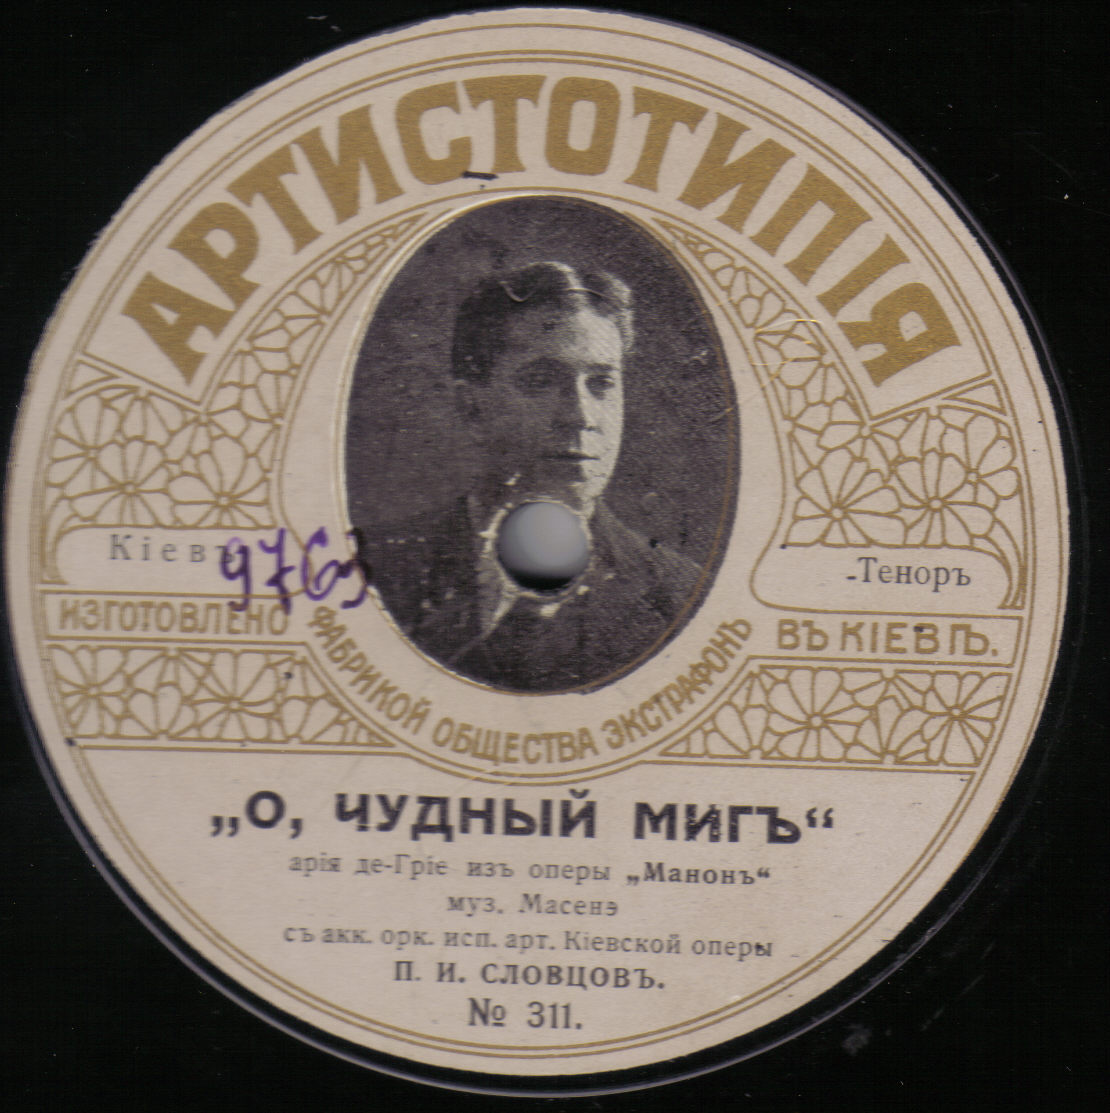 АРТИСТОТИПІЯ
Кіевъ
9763
-Теноръ
ИЗГОТОВЛЕНО
ФАБРИКОЙ ОБЩЕСТВА ЭКСТРАФОНЪ
ВЪ КІЕВѢ.
„О, ЧУДНЫЙ МИГЪ“
арія де-Гріе изъ оперы „Манонъ“
муз. Масенэ
съ акк. орк. исп. арт. Кіевской оперы
П. И. СЛОВЦОВЪ.
№ 311.